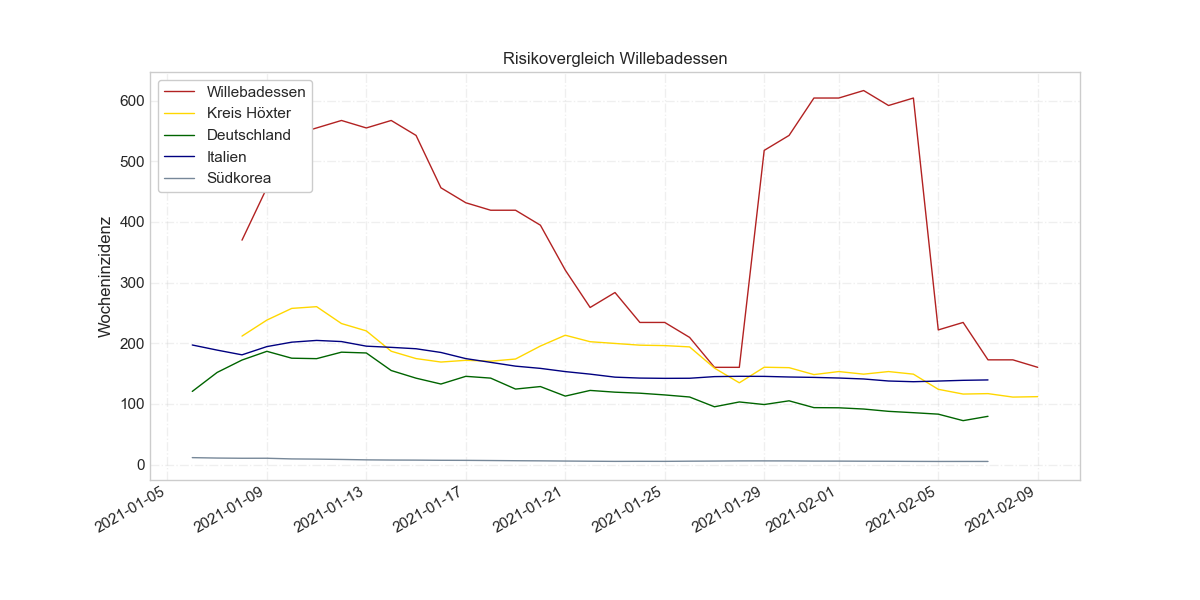 Risikovergleich Willebadessen
Willebadessen
Kreis Höxter
Deutschland
Italien
Südkorea
Wocheninzidenz
600
500
400
300
200
100
0
2021-01-05
2021-01-09
2021-01-13
2021-01-17
2021-01-21
2021-01-25
2021-01-29
2021-02-01
2021-02-05
2021-02-09